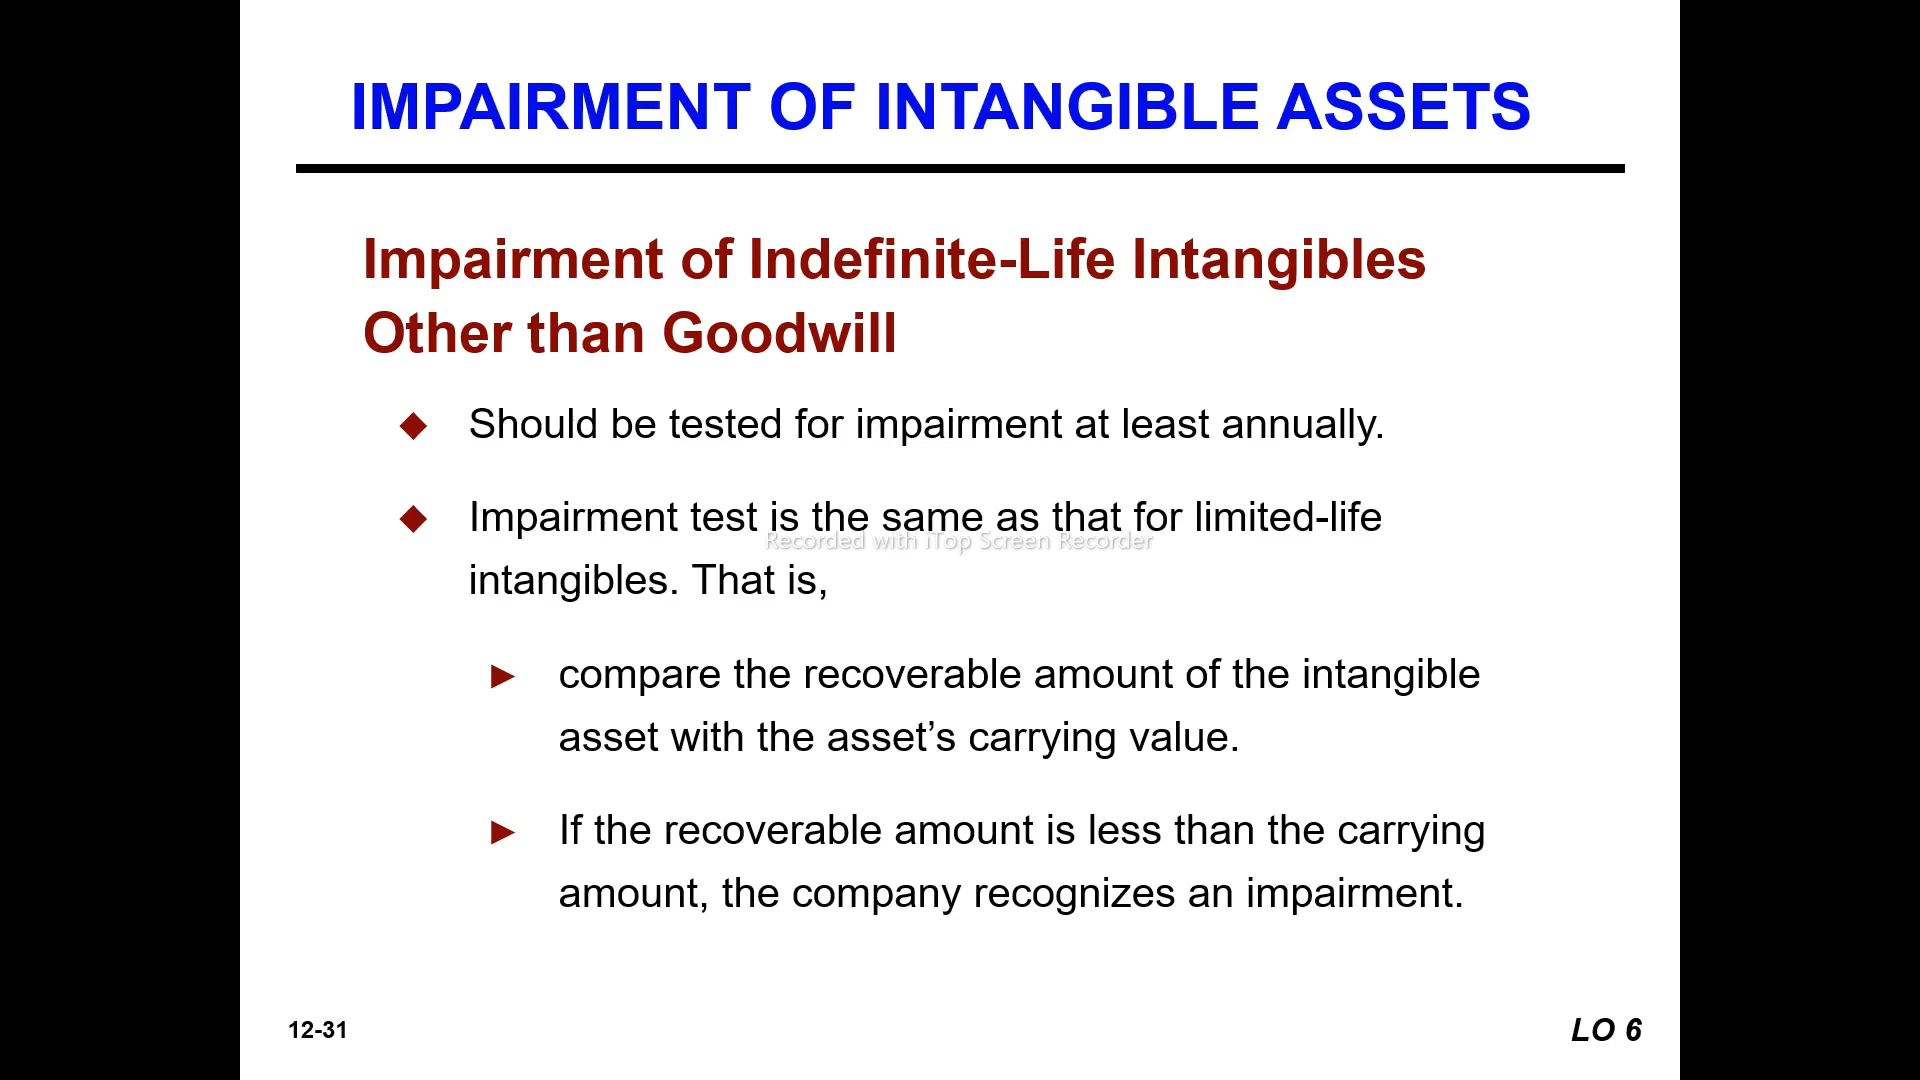 IMPAIRMENT OF INTANGIBLE ASSETS
Impairment of Indefinite-Life Intangibles
Other than Goodwill
Should be tested for impairment at least annually.
Impairment test is the same as that for limited-life
Recorded with iTop Screen Recorder
intangibles. That is,
compare the recoverable amount of the intangible
asset with the asset’s carrying value.
If the recoverable amount is less than the carrying
amount, the company recognizes an impairment.
12-31
LO 6